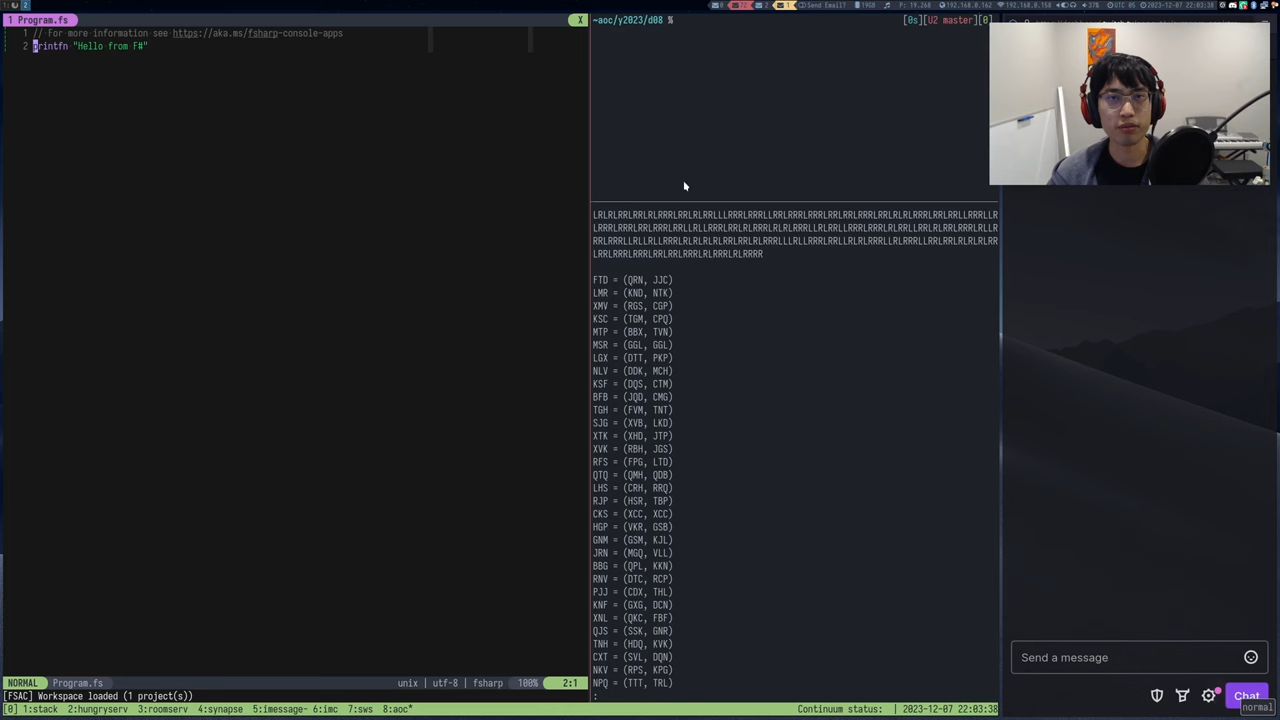 1 Program.fs X
1 // For more information see https://aka.ms/fsharp-console-apps
2 printfn "Hello from F#"
NORMAL Program.fs unix | utf-8 | fsharp 100% 2:1
[FSAC] Workspace loaded (1 project(s))
~aoc/y2023/d08 % [0s][U2 master][0]
FTD = (QRN, JJC)
LMR = (KND, NTK)
XMV = (RGS, CGP)
KSC = (TGM, CPQ)
MTP = (BBX, TVN)
MSR = (GGL, GGL)
LGX = (DTT, PKP)
NLV = (DDK, MCH)
KSF = (DQS, CTM)
BFB = (JQD, CMG)
TGH = (FVM, TNT)
SJG = (XVB, LKD)
XTK = (XHD, JTP)
XVK = (RBH, JGS)
RFS = (FPG, LTD)
QTQ = (QMH, QDB)
LHS = (CRH, RRQ)
RJP = (HSR, TBP)
CKS = (XCC, XCC)
HGP = (VKR, GSB)
GNM = (GSM, KJL)
JRN = (MGQ, VLL)
BBG = (QPL, KKN)
RNV = (DTC, RCP)
PJJ = (CDX, THL)
KNF = (GXG, DCN)
XNL = (QKC, FBF)
QJS = (SSK, GNR)
TNH = (HDQ, KVK)
CXT = (SVL, DQN)
NKV = (RPS, KPG)
NPQ = (TTT, TRL)
:
[0] 1:stack 2:hungryserv 3:roomserv 4:synapse 5:imessage- 6:imc 7:sws 8:aoc* Continuum status: | 2023-12-07 22:03:38
Send a message
Chat
normal